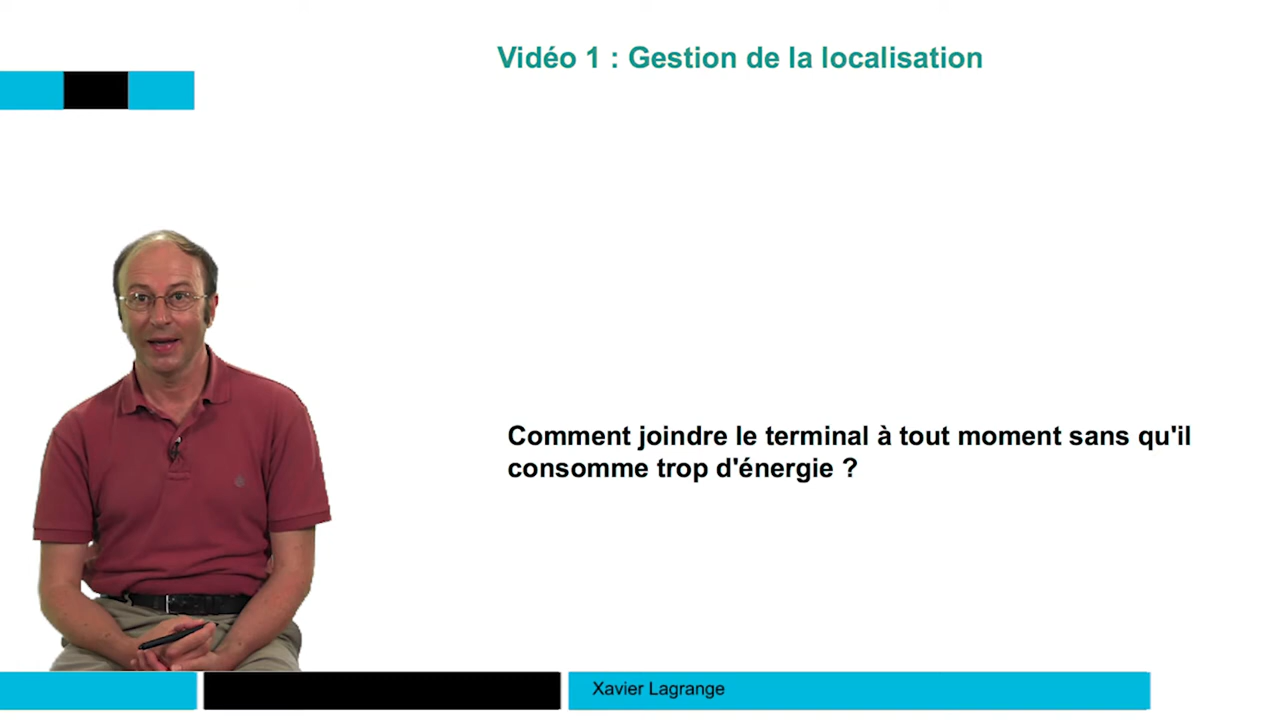 Vidéo 1 : Gestion de la localisation
Comment joindre le terminal à tout moment sans qu'il
consomme trop d'énergie ?
Xavier Lagrange